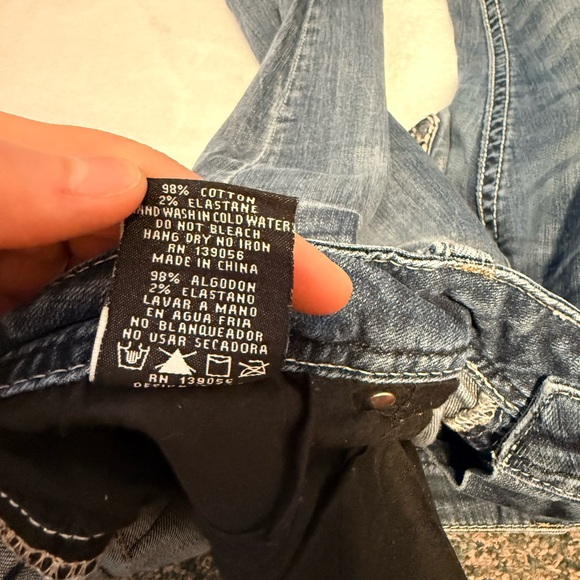 98% COTTON
2% ELASTANE
HAND WASH IN COLD WATER
DO NOT BLEACH
HANG DRY NO IRON
RN 139056
MADE IN CHINA
98% ALGODON
2% ELASTANO
LAVAR A MANO
EN AGUA FRIA
NO BLANQUEADOR
NO USAR SECADORA
RN 139056